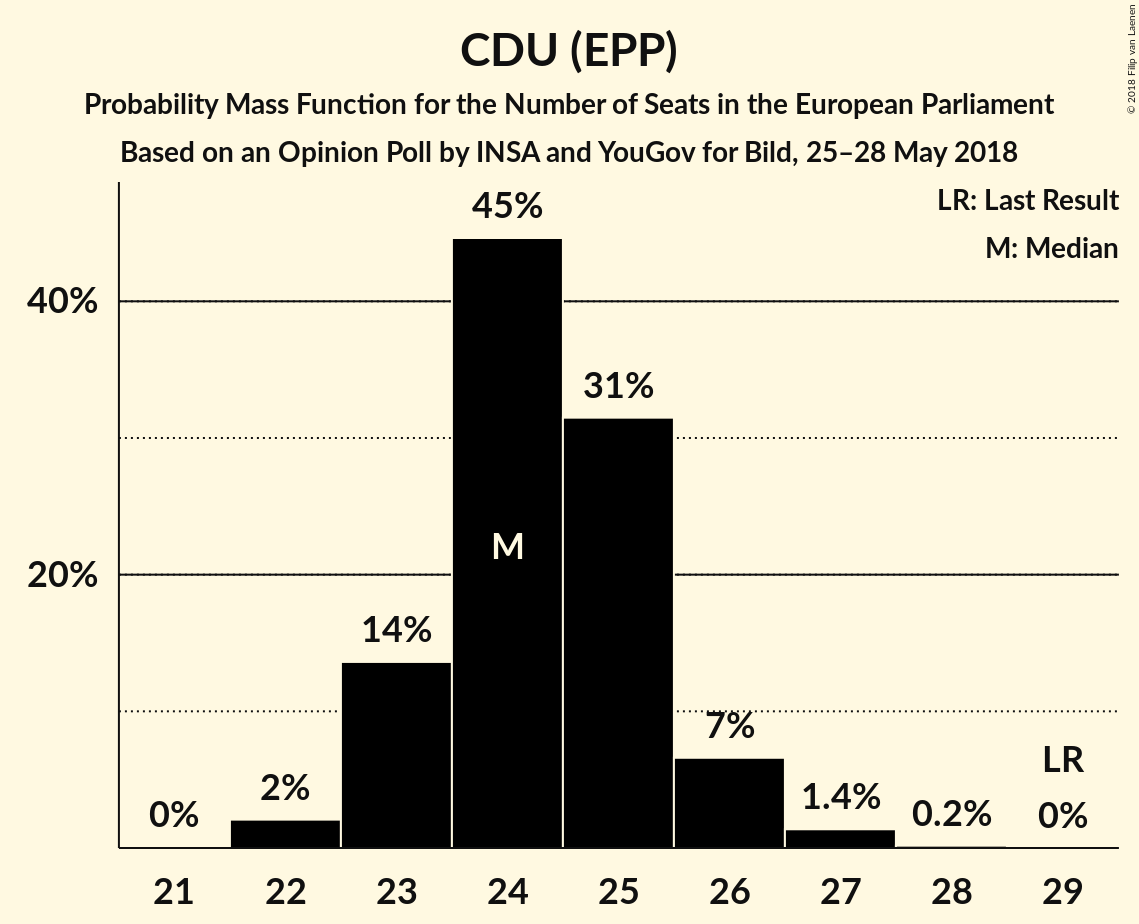 CDU (EPP)
Probability Mass Function for the Number of Seats in the European Parliament
Based on an Opinion Poll by INSA and YouGov for Bild, 25–28 May 2018
© 2018 Filip van Laenen
LR: Last Result
M: Median
40%
20%
0%
2%
14%
45%
M
31%
7%
1.4%
0.2%
LR
0%
21 22 23 24 25 26 27 28 29